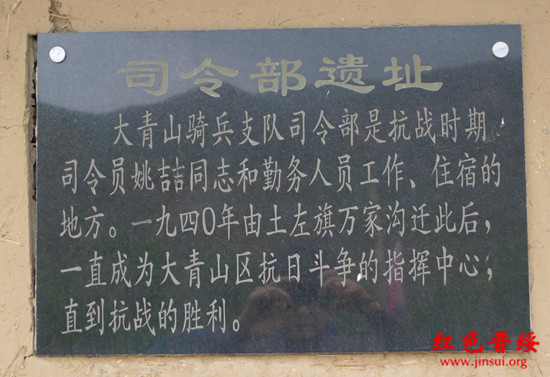 司令部遗址
大青山骑兵支队司令部是抗战时期
司令员姚喆同志和勤务人员工作、住宿的
地方。一九四〇年由土左旗万家沟迁此后，
一直成为大青山区抗日斗争的指挥中心；
直到抗战的胜利。
红色晋绥
www.jinsui.org